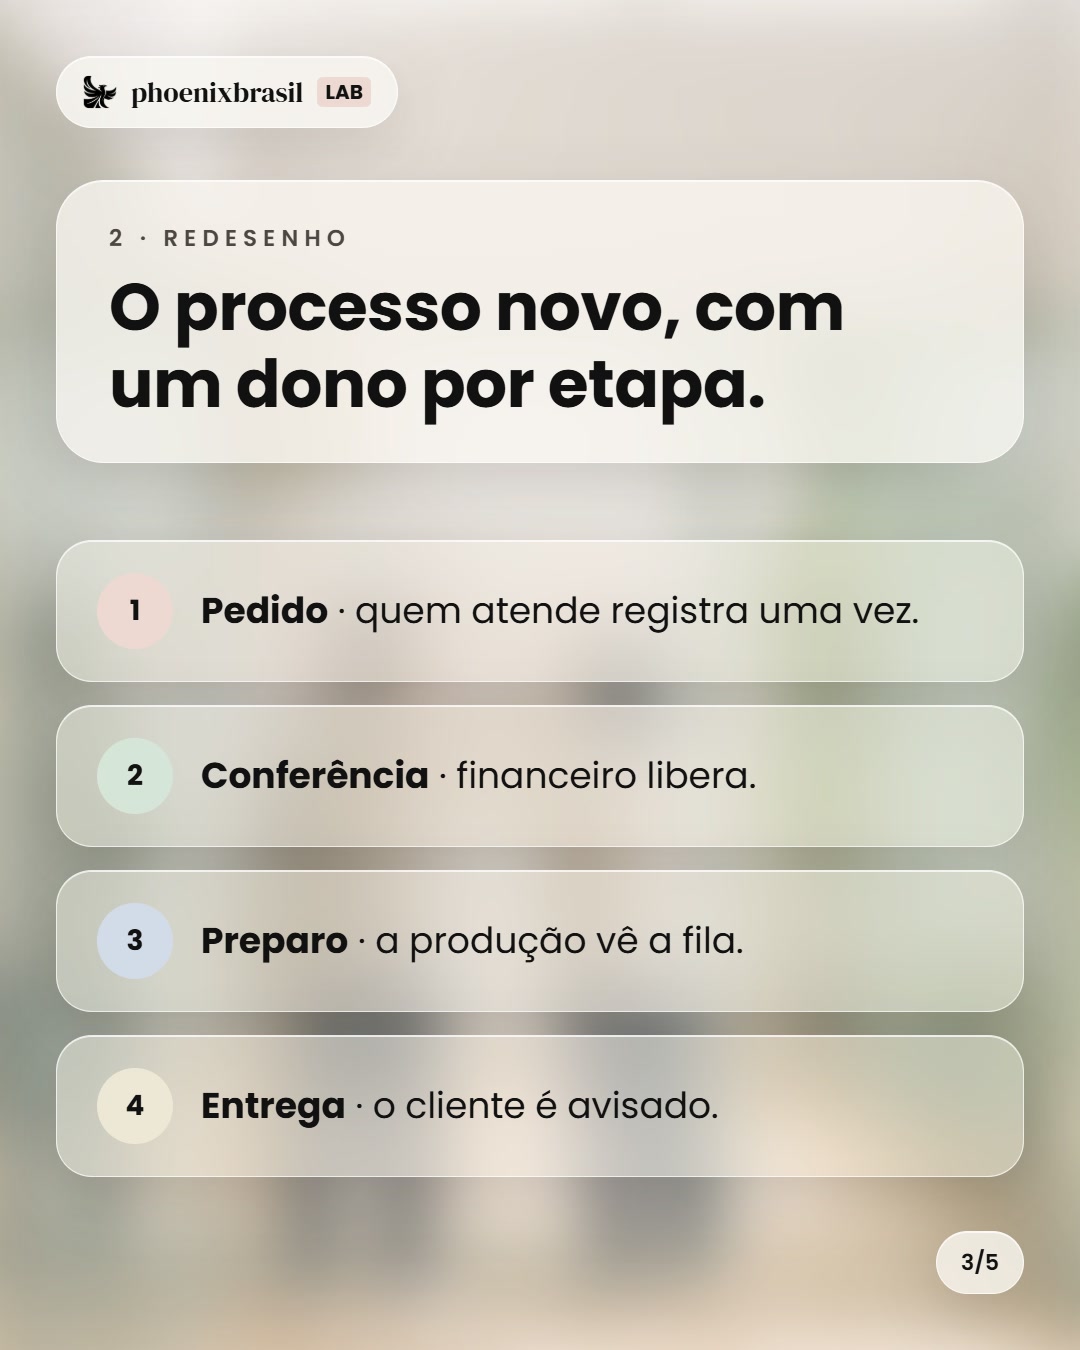 phoenixbrasil LAB
2 · REDESENHO
O processo novo, com
um dono por etapa.
1 Pedido · quem atende registra uma vez.
2 Conferência · financeiro libera.
3 Preparo · a produção vê a fila.
4 Entrega · o cliente é avisado.
3/5